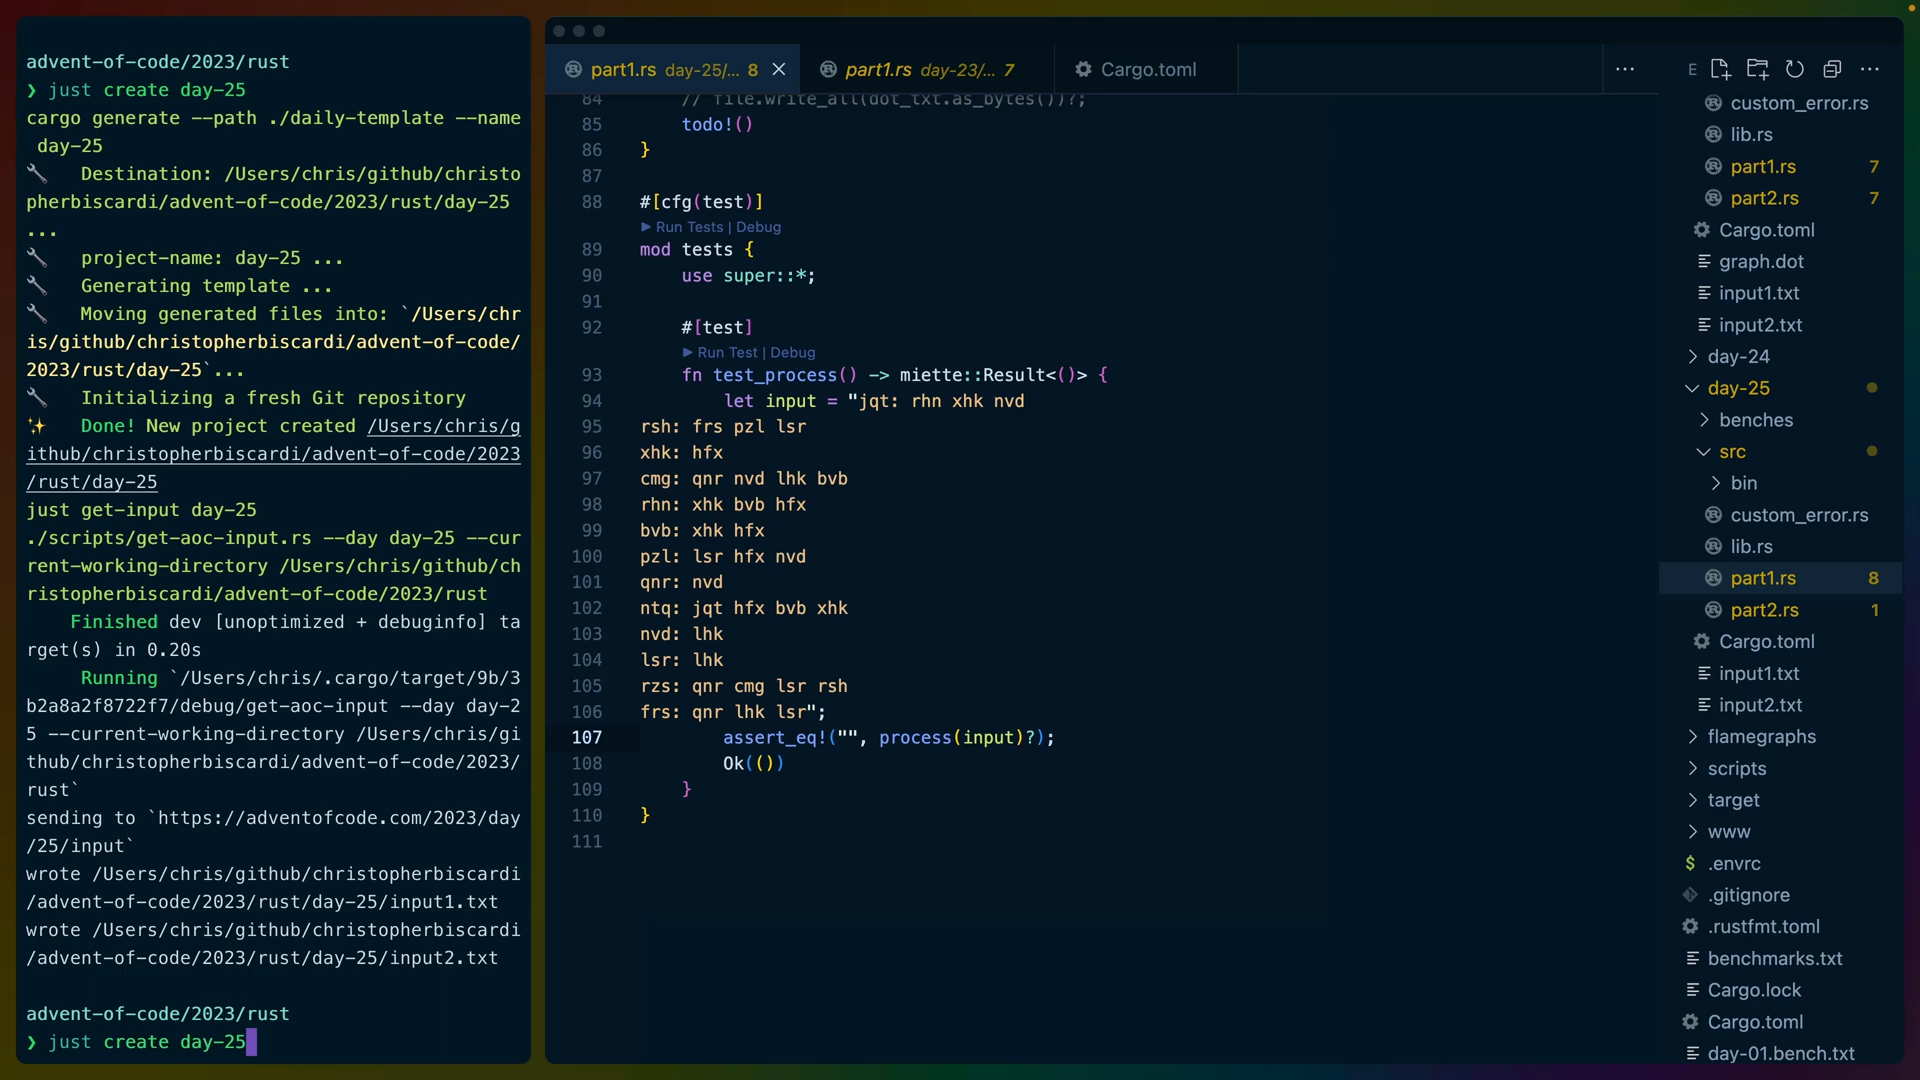 advent-of-code/2023/rust
❯ just create day-25
cargo generate --path ./daily-template --name
day-25
🔧 Destination: /Users/chris/github/christo
pherbiscardi/advent-of-code/2023/rust/day-25
...
🔧 project-name: day-25 ...
🔧 Generating template ...
🔧 Moving generated files into: `/Users/chr
is/github/christopherbiscardi/advent-of-code/
2023/rust/day-25`...
🔧 Initializing a fresh Git repository
✨ Done! New project created /Users/chris/g
ithub/christopherbiscardi/advent-of-code/2023
/rust/day-25
just get-input day-25
./scripts/get-aoc-input.rs --day day-25 --cur
rent-working-directory /Users/chris/github/ch
ristopherbiscardi/advent-of-code/2023/rust
Finished dev [unoptimized + debuginfo] ta
rget(s) in 0.20s
Running `/Users/chris/.cargo/target/9b/3
b2a8a2f8722f7/debug/get-aoc-input --day day-2
5 --current-working-directory /Users/chris/gi
thub/christopherbiscardi/advent-of-code/2023/
rust`
sending to `https://adventofcode.com/2023/day
/25/input`
wrote /Users/chris/github/christopherbiscardi
/advent-of-code/2023/rust/day-25/input1.txt
wrote /Users/chris/github/christopherbiscardi
/advent-of-code/2023/rust/day-25/input2.txt
advent-of-code/2023/rust
❯ just create day-25
part1.rs day-25/... 8
part1.rs day-23/... 7
Cargo.toml
84 // file.write_all(dot_txt.as_bytes())?;
85 todo!()
86 }
87
88 #[cfg(test)]
▶ Run Tests | Debug
89 mod tests {
90 use super::*;
91
92 #[test]
▶ Run Test | Debug
93 fn test_process() -> miette::Result<()> {
94 let input = "jqt: rhn xhk nvd
95 rsh: frs pzl lsr
96 xhk: hfx
97 cmg: qnr nvd lhk bvb
98 rhn: xhk bvb hfx
99 bvb: xhk hfx
100 pzl: lsr hfx nvd
101 qnr: nvd
102 ntq: jqt hfx bvb xhk
103 nvd: lhk
104 lsr: lhk
105 rzs: qnr cmg lsr rsh
106 frs: qnr lhk lsr";
107 assert_eq!("", process(input)?);
108 Ok(())
109 }
110 }
111
E
custom_error.rs
lib.rs
part1.rs 7
part2.rs 7
Cargo.toml
graph.dot
input1.txt
input2.txt
day-24
day-25
benches
src
bin
custom_error.rs
lib.rs
part1.rs 8
part2.rs 1
Cargo.toml
input1.txt
input2.txt
flamegraphs
scripts
target
www
$ .envrc
.gitignore
.rustfmt.toml
benchmarks.txt
Cargo.lock
Cargo.toml
day-01.bench.txt